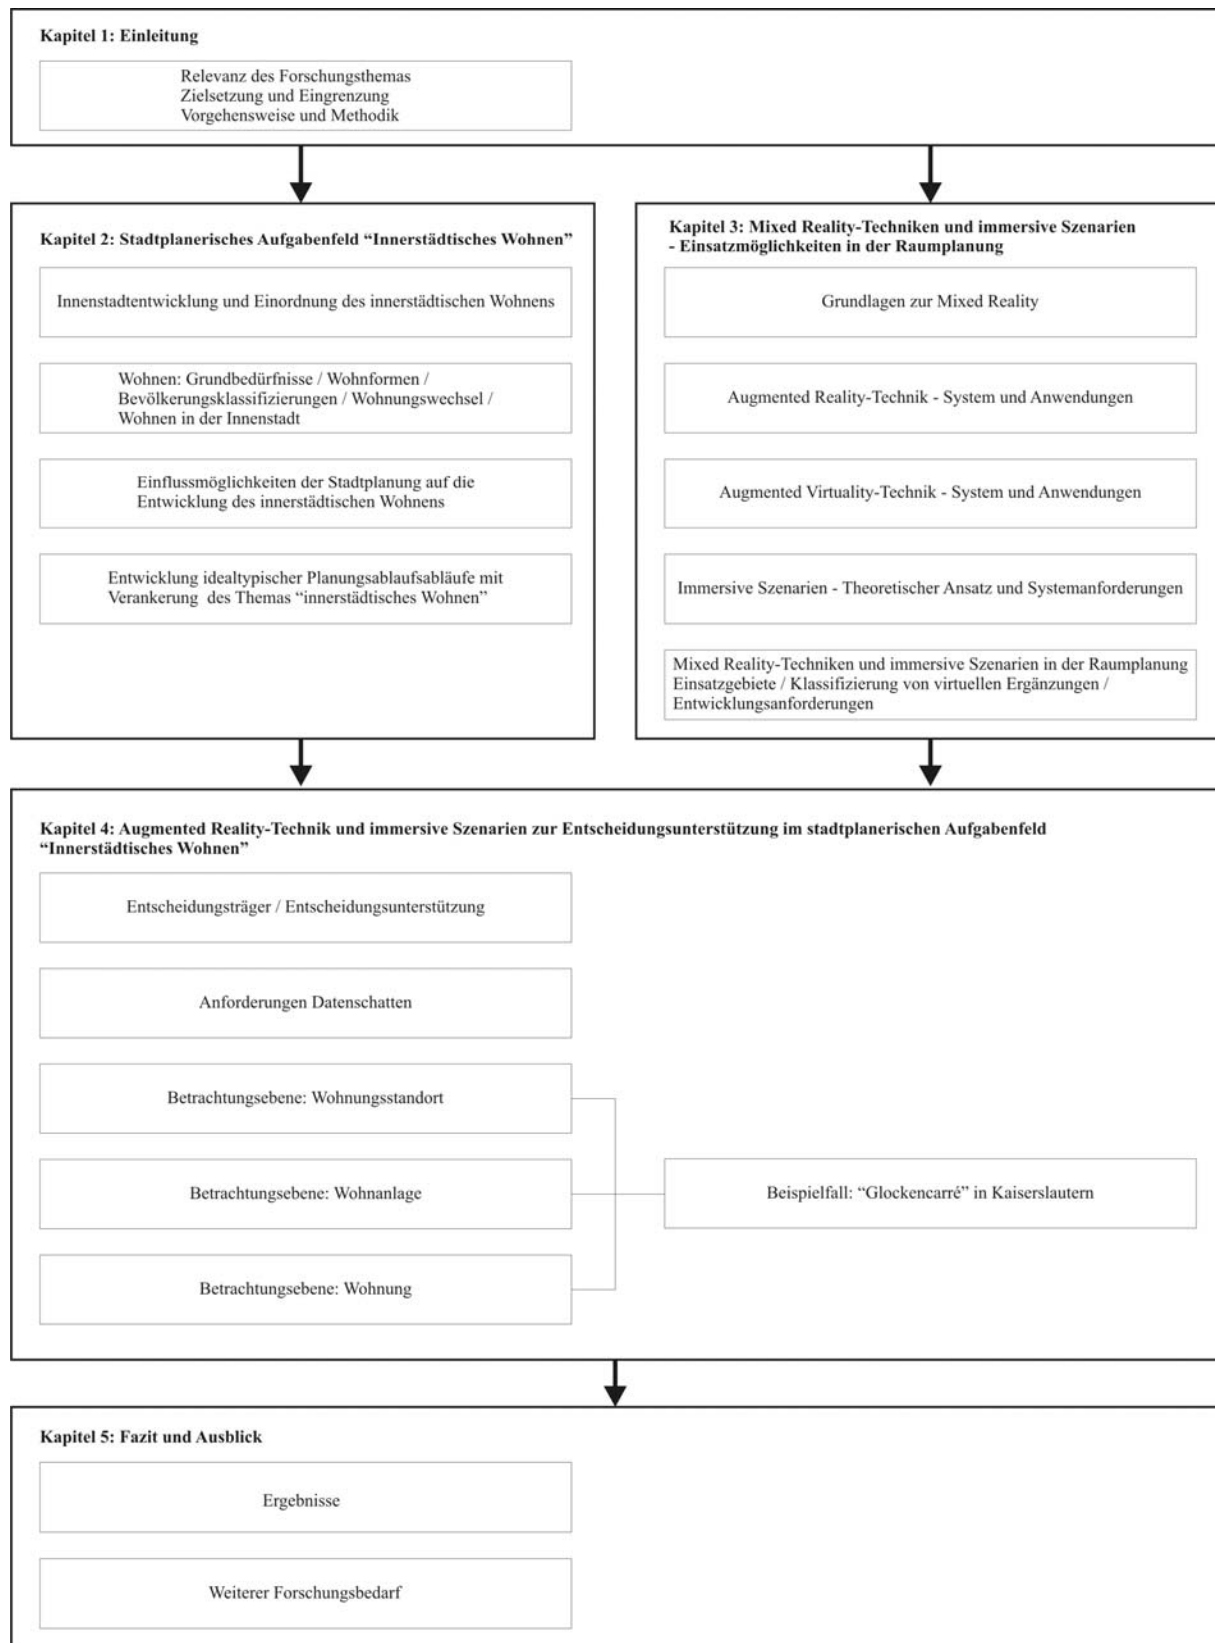 Kapitel 1: Einleitung
Relevanz des Forschungsthemas
Zielsetzung und Eingrenzung
Vorgehensweise und Methodik
Kapitel 2: Stadtplanerisches Aufgabenfeld “Innerstädtisches Wohnen”
Innenstadtentwicklung und Einordnung des innerstädtischen Wohnens
Wohnen: Grundbedürfnisse / Wohnformen /
Bevölkerungsklassifizierungen / Wohnungswechsel /
Wohnen in der Innenstadt
Einflussmöglichkeiten der Stadtplanung auf die
Entwicklung des innerstädtischen Wohnens
Entwicklung idealtypischer Planungsablaufsabläufe mit
Verankerung des Themas “innerstädtisches Wohnen”
Kapitel 3: Mixed Reality-Techniken und immersive Szenarien
- Einsatzmöglichkeiten in der Raumplanung
Grundlagen zur Mixed Reality
Augmented Reality-Technik - System und Anwendungen
Augmented Virtuality-Technik - System und Anwendungen
Immersive Szenarien - Theoretischer Ansatz und Systemanforderungen
Mixed Reality-Techniken und immersive Szenarien in der Raumplanung
Einsatzgebiete / Klassifizierung von virtuellen Ergänzungen /
Entwicklungsanforderungen
Kapitel 4: Augmented Reality-Technik und immersive Szenarien zur Entscheidungsunterstützung im stadtplanerischen Aufgabenfeld
“Innerstädtisches Wohnen”
Entscheidungsträger / Entscheidungsunterstützung
Anforderungen Datenschatten
Betrachtungsebene: Wohnungsstandort
Betrachtungsebene: Wohnanlage
Beispielfall: “Glockencarré” in Kaiserslautern
Betrachtungsebene: Wohnung
Kapitel 5: Fazit und Ausblick
Ergebnisse
Weiterer Forschungsbedarf